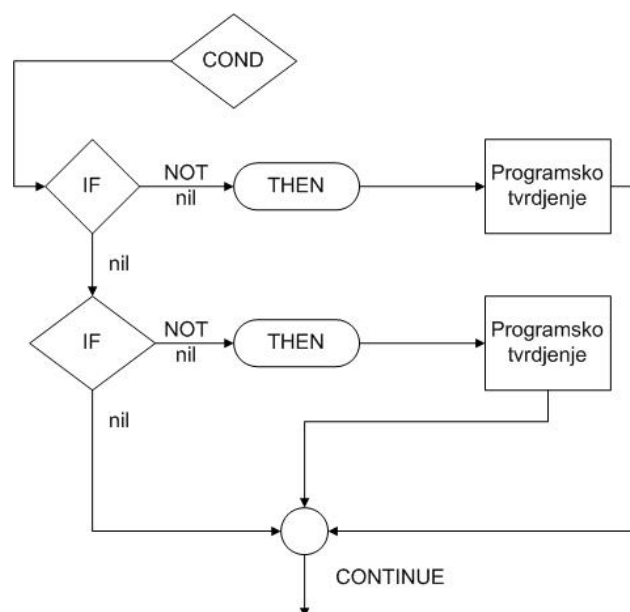 COND
IF
NOT
nil
THEN
Programsko
tvrdjenje
nil
IF
NOT
nil
THEN
Programsko
tvrdjenje
nil
CONTINUE